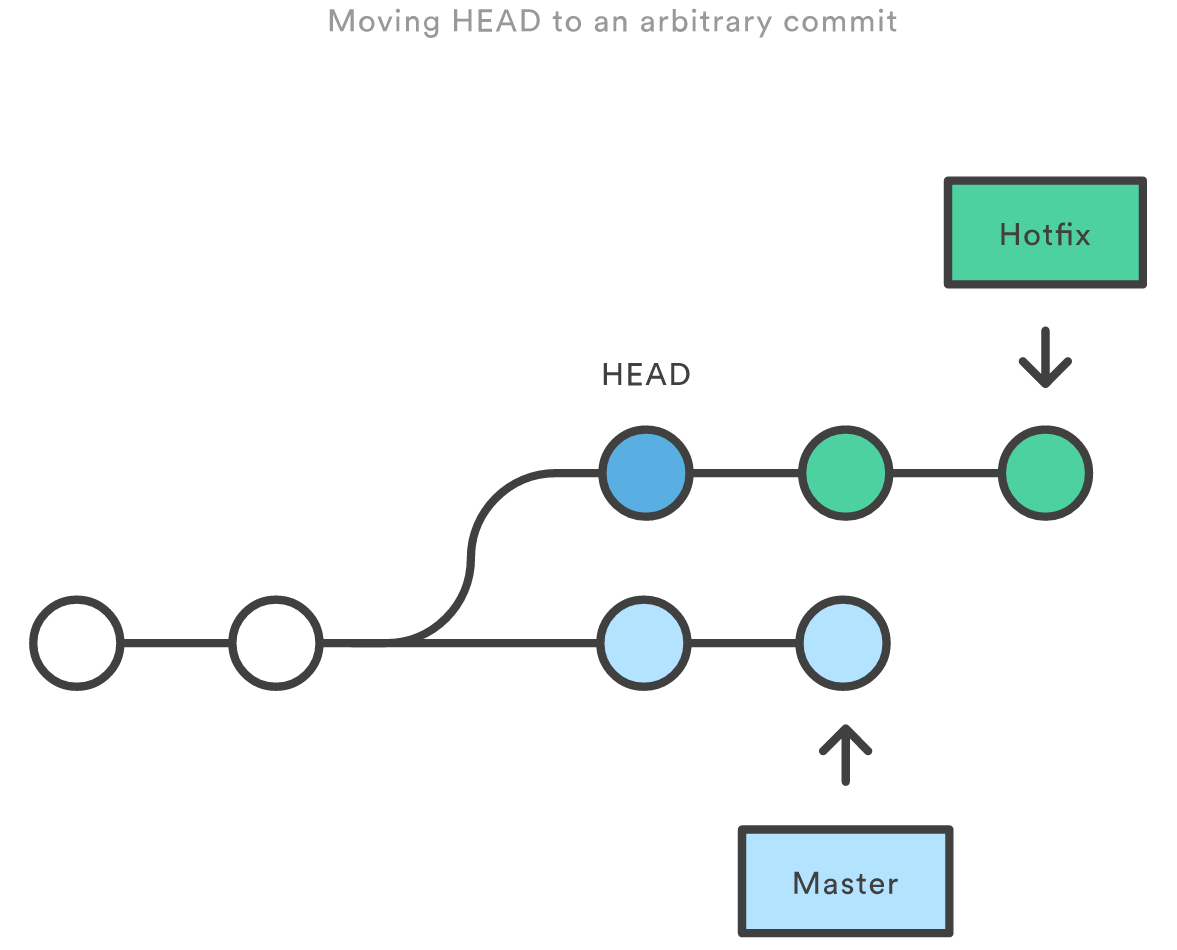 Moving HEAD to an arbitrary commit
Hotfix
HEAD
Master